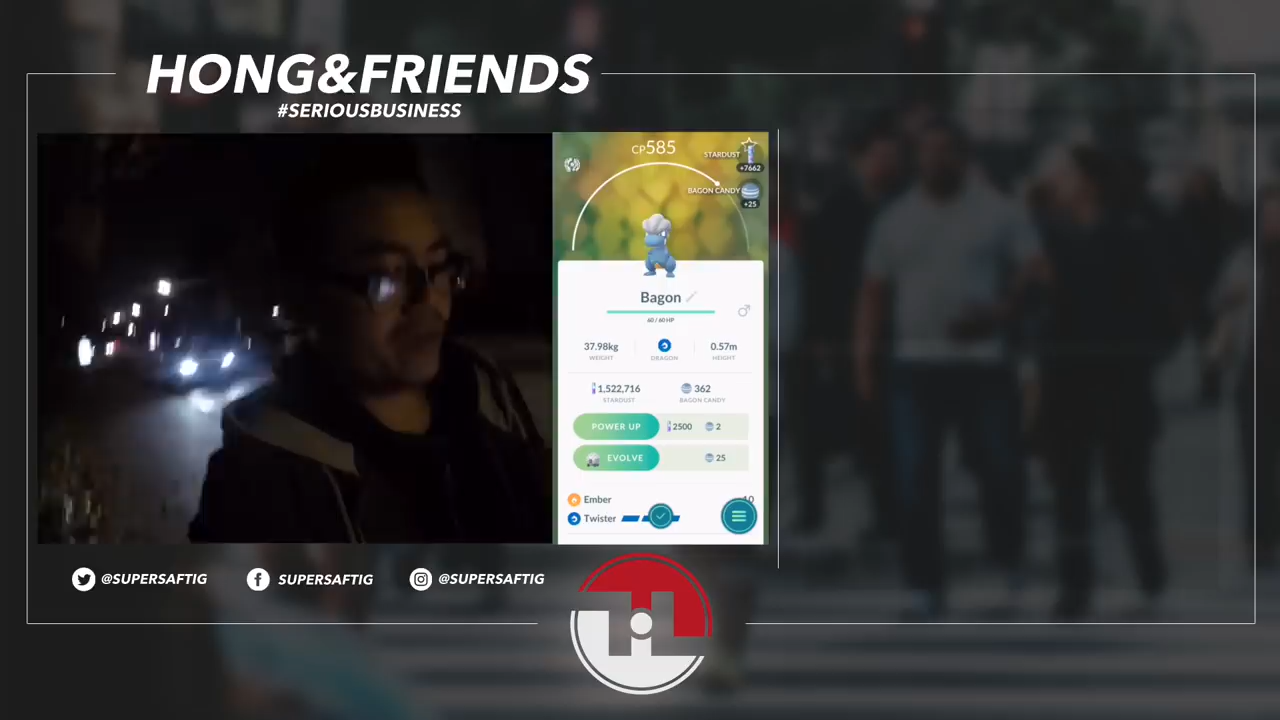 HONG&FRIENDS
#SERIOUSBUSINESS
CP585
STARDUST
+7662
BAGON CANDY
+25
Bagon
60 / 60 HP
37.98kg
WEIGHT
DRAGON
0.57m
HEIGHT
1,522,716
STARDUST
362
BAGON CANDY
POWER UP 2500 2
EVOLVE 25
Ember 10
Twister
@SUPERSAFTIG
SUPERSAFTIG
@SUPERSAFTIG